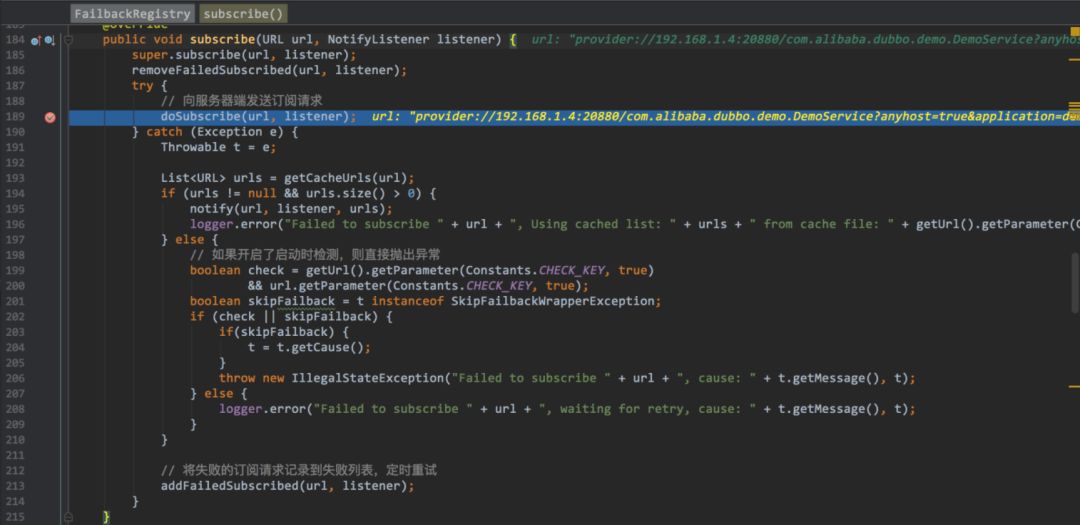 FailbackRegistry subscribe()
@Override
184 public void subscribe(URL url, NotifyListener listener) { url: "provider://192.168.1.4:20880/com.alibaba.dubbo.demo.DemoService?anyhos
185 super.subscribe(url, listener);
186 removeFailedSubscribed(url, listener);
187 try {
188 // 向服务器端发送订阅请求
189 doSubscribe(url, listener); url: "provider://192.168.1.4:20880/com.alibaba.dubbo.demo.DemoService?anyhost=true&application=de
190 } catch (Exception e) {
191 Throwable t = e;
192
193 List<URL> urls = getCacheUrls(url);
194 if (urls != null && urls.size() > 0) {
195 notify(url, listener, urls);
196 logger.error("Failed to subscribe " + url + ", Using cached list: " + urls + " from cache file: " + getUrl().getParameter(C
197 } else {
198 // 如果开启了启动时检测，则直接抛出异常
199 boolean check = getUrl().getParameter(Constants.CHECK_KEY, true)
200 && url.getParameter(Constants.CHECK_KEY, true);
201 boolean skipFailback = t instanceof SkipFailbackWrapperException;
202 if (check || skipFailback) {
203 if(skipFailback) {
204 t = t.getCause();
205 }
206 throw new IllegalStateException("Failed to subscribe " + url + ", cause: " + t.getMessage(), t);
207 } else {
208 logger.error("Failed to subscribe " + url + ", waiting for retry, cause: " + t.getMessage(), t);
209 }
210 }
211
212 // 将失败的订阅请求记录到失败列表，定时重试
213 addFailedSubscribed(url, listener);
214 }
215 }